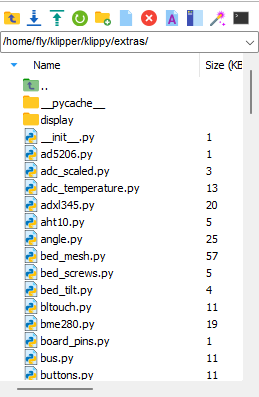 /home/fly/klipper/klippy/extras/
Name Size (KB
..
__pycache__
display
__init__.py 1
ad5206.py 1
adc_scaled.py 3
adc_temperature.py 13
adxl345.py 20
aht10.py 5
angle.py 25
bed_mesh.py 57
bed_screws.py 5
bed_tilt.py 4
bltouch.py 11
bme280.py 19
board_pins.py 1
bus.py 11
buttons.py 11